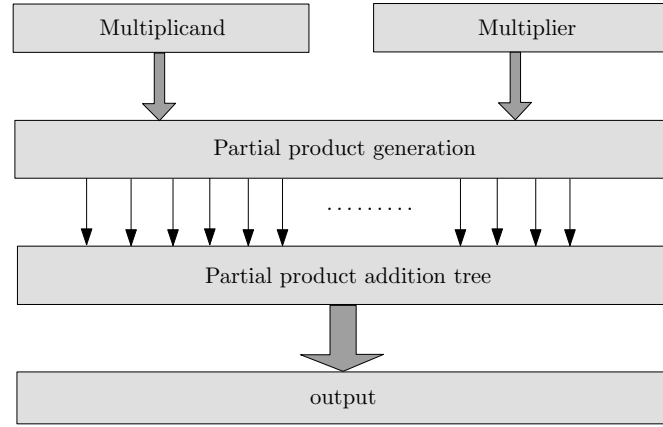 Multiplicand
Multiplier
Partial product generation
.........
Partial product addition tree
output